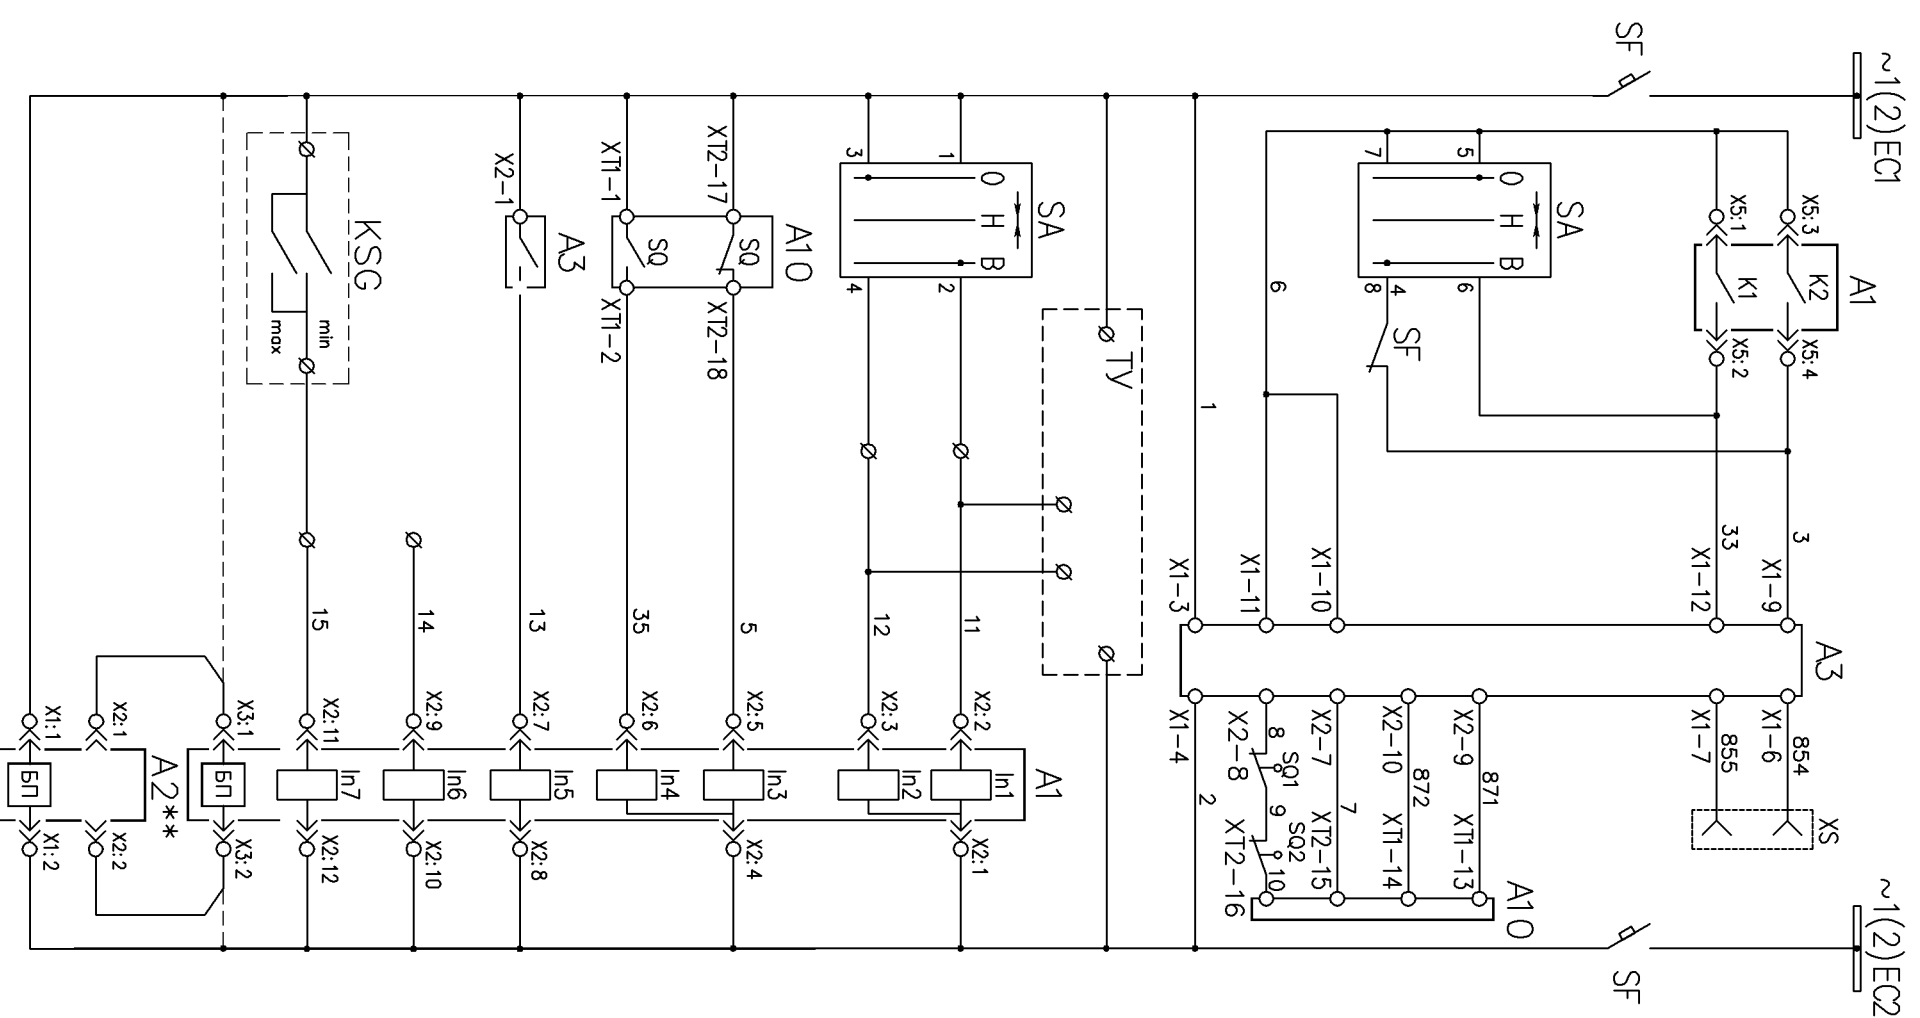 ~1(2)EC1
SF
A1
X5:3
K2
X5:4
X5:1
K1
X5:2
3
X1-9
33
X1-12
A3
X1-6
854
X1-7
855
XS
SA
О
Н
В
5
6
7
8
4
SF
6
X1-10
X1-11
1
X1-3
X2-9
871
XT1-13
X2-10
872
XT1-14
X2-7
7
XT2-15
X2-8
8
SQ1
9
SQ2
10
XT2-16
A10
X1-4
2
ТУ
SA
О
Н
В
1
2
3
4
11
12
X2:2
In1
X2:1
X2:3
In2
A1
A10
XT2-17
SQ
XT2-18
5
X2:5
In3
X2:4
XT1-1
SQ
XT1-2
35
X2:6
In4
A3
X2-1
13
X2:7
In5
X2:8
14
X2:9
In6
X2:10
KSG
min
max
15
X2:11
In7
X2:12
X3:1
БП
X3:2
A2**
X2:1
X2:2
X1:1
БП
X1:2
~1(2)EC2
SF